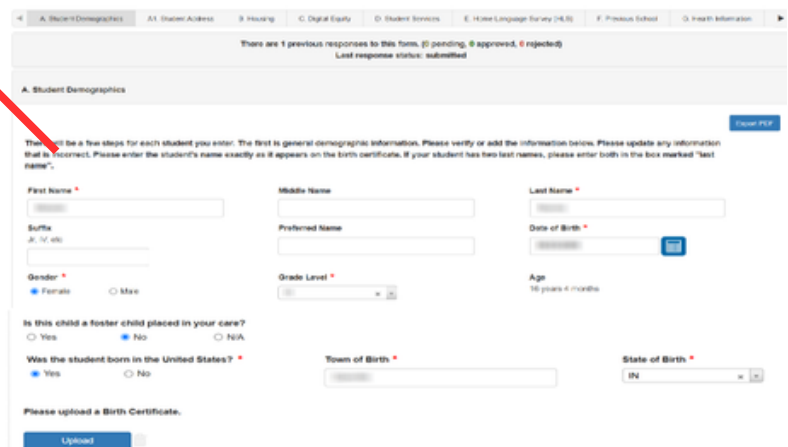 A. Student Demographics A1. Student Address B. Housing C. Digital Equity D. Student Services E. Home Language Survey (HLS) F. Previous School G. Health Information
There are 1 previous responses to this form. (0 pending, 0 approved, 0 rejected)
Last response status: submitted
A. Student Demographics
Export PDF
There will be a few steps for each student you enter. The first is general demographic information. Please verify or add the information below. Please update any information
that is incorrect. Please enter the student's name exactly as it appears on the birth certificate. If your student has two last names, please enter both in the box marked "last
name".
First Name * Middle Name Last Name *
Suffix Preferred Name Date of Birth *
Jr, IV, etc
Gender * Grade Level * Age
Female Male × 16 years 4 months
Is this child a foster child placed in your care?
Yes No N/A
Was the student born in the United States? * Town of Birth * State of Birth *
Yes No IN ×
Please upload a Birth Certificate.
Upload